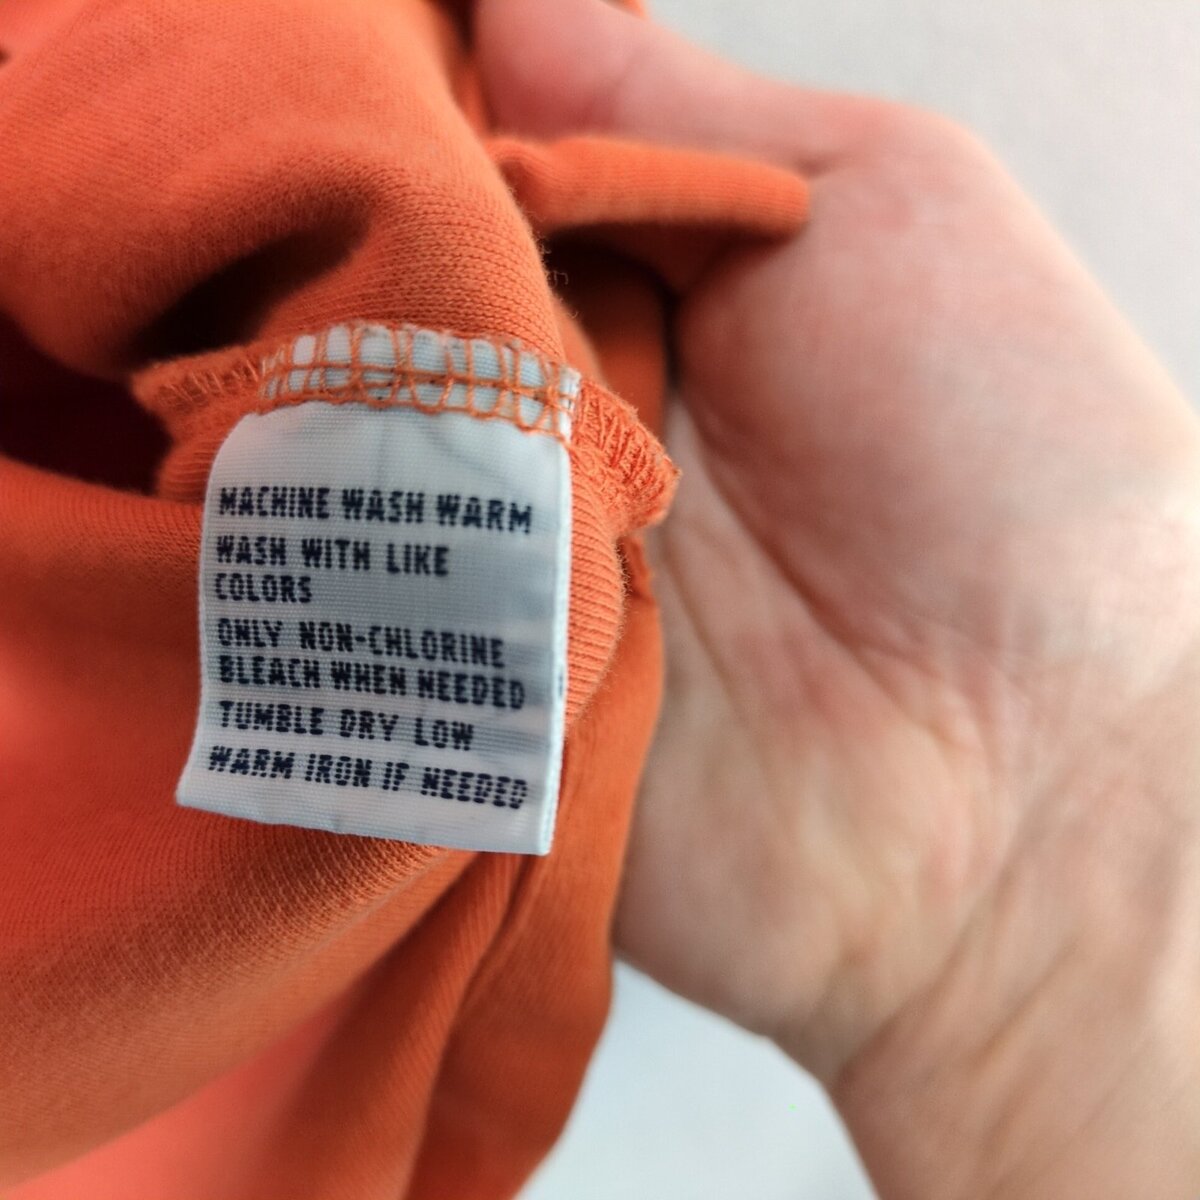 MACHINE WASH WARM
WASH WITH LIKE
COLORS
ONLY NON-CHLORINE
BLEACH WHEN NEEDED
TUMBLE DRY LOW
WARM IRON IF NEEDED